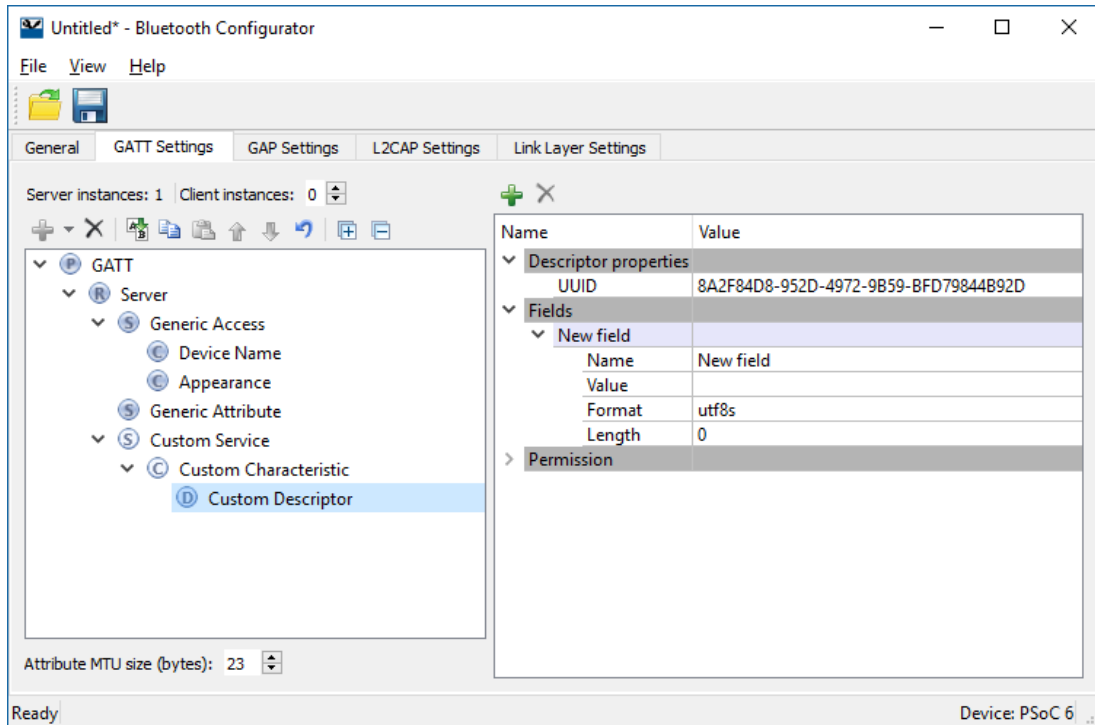 Untitled* - Bluetooth Configurator
File View Help
General GATT Settings GAP Settings L2CAP Settings Link Layer Settings
Server instances: 1 Client instances: 0
Name Value
P GATT
R Server
S Generic Access
C Device Name
C Appearance
S Generic Attribute
S Custom Service
C Custom Characteristic
D Custom Descriptor
Descriptor properties
UUID 8A2F84D8-952D-4972-9B59-BFD79844B92D
Fields
New field
Name New field
Value
Format utf8s
Length 0
Permission
Attribute MTU size (bytes): 23
Ready Device: PSoC 6